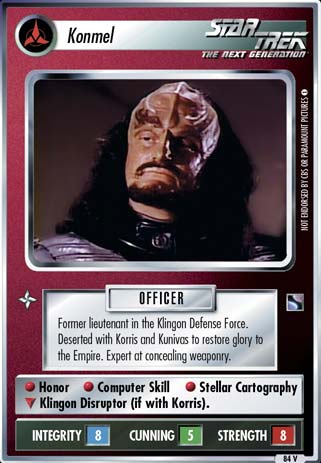 Konmel
STAR TREK
THE NEXT GENERATION
NOT ENDORSED BY CBS OR PARAMOUNT PICTURES
OFFICER
Former lieutenant in the Klingon Defense Force.
Deserted with Korris and Kunivas to restore glory
to the Empire. Expert at concealing weaponry.
Honor Computer Skill Stellar Cartography
Klingon Disruptor (if with Korris).
INTEGRITY 8 CUNNING 5 STRENGTH 8
84 V